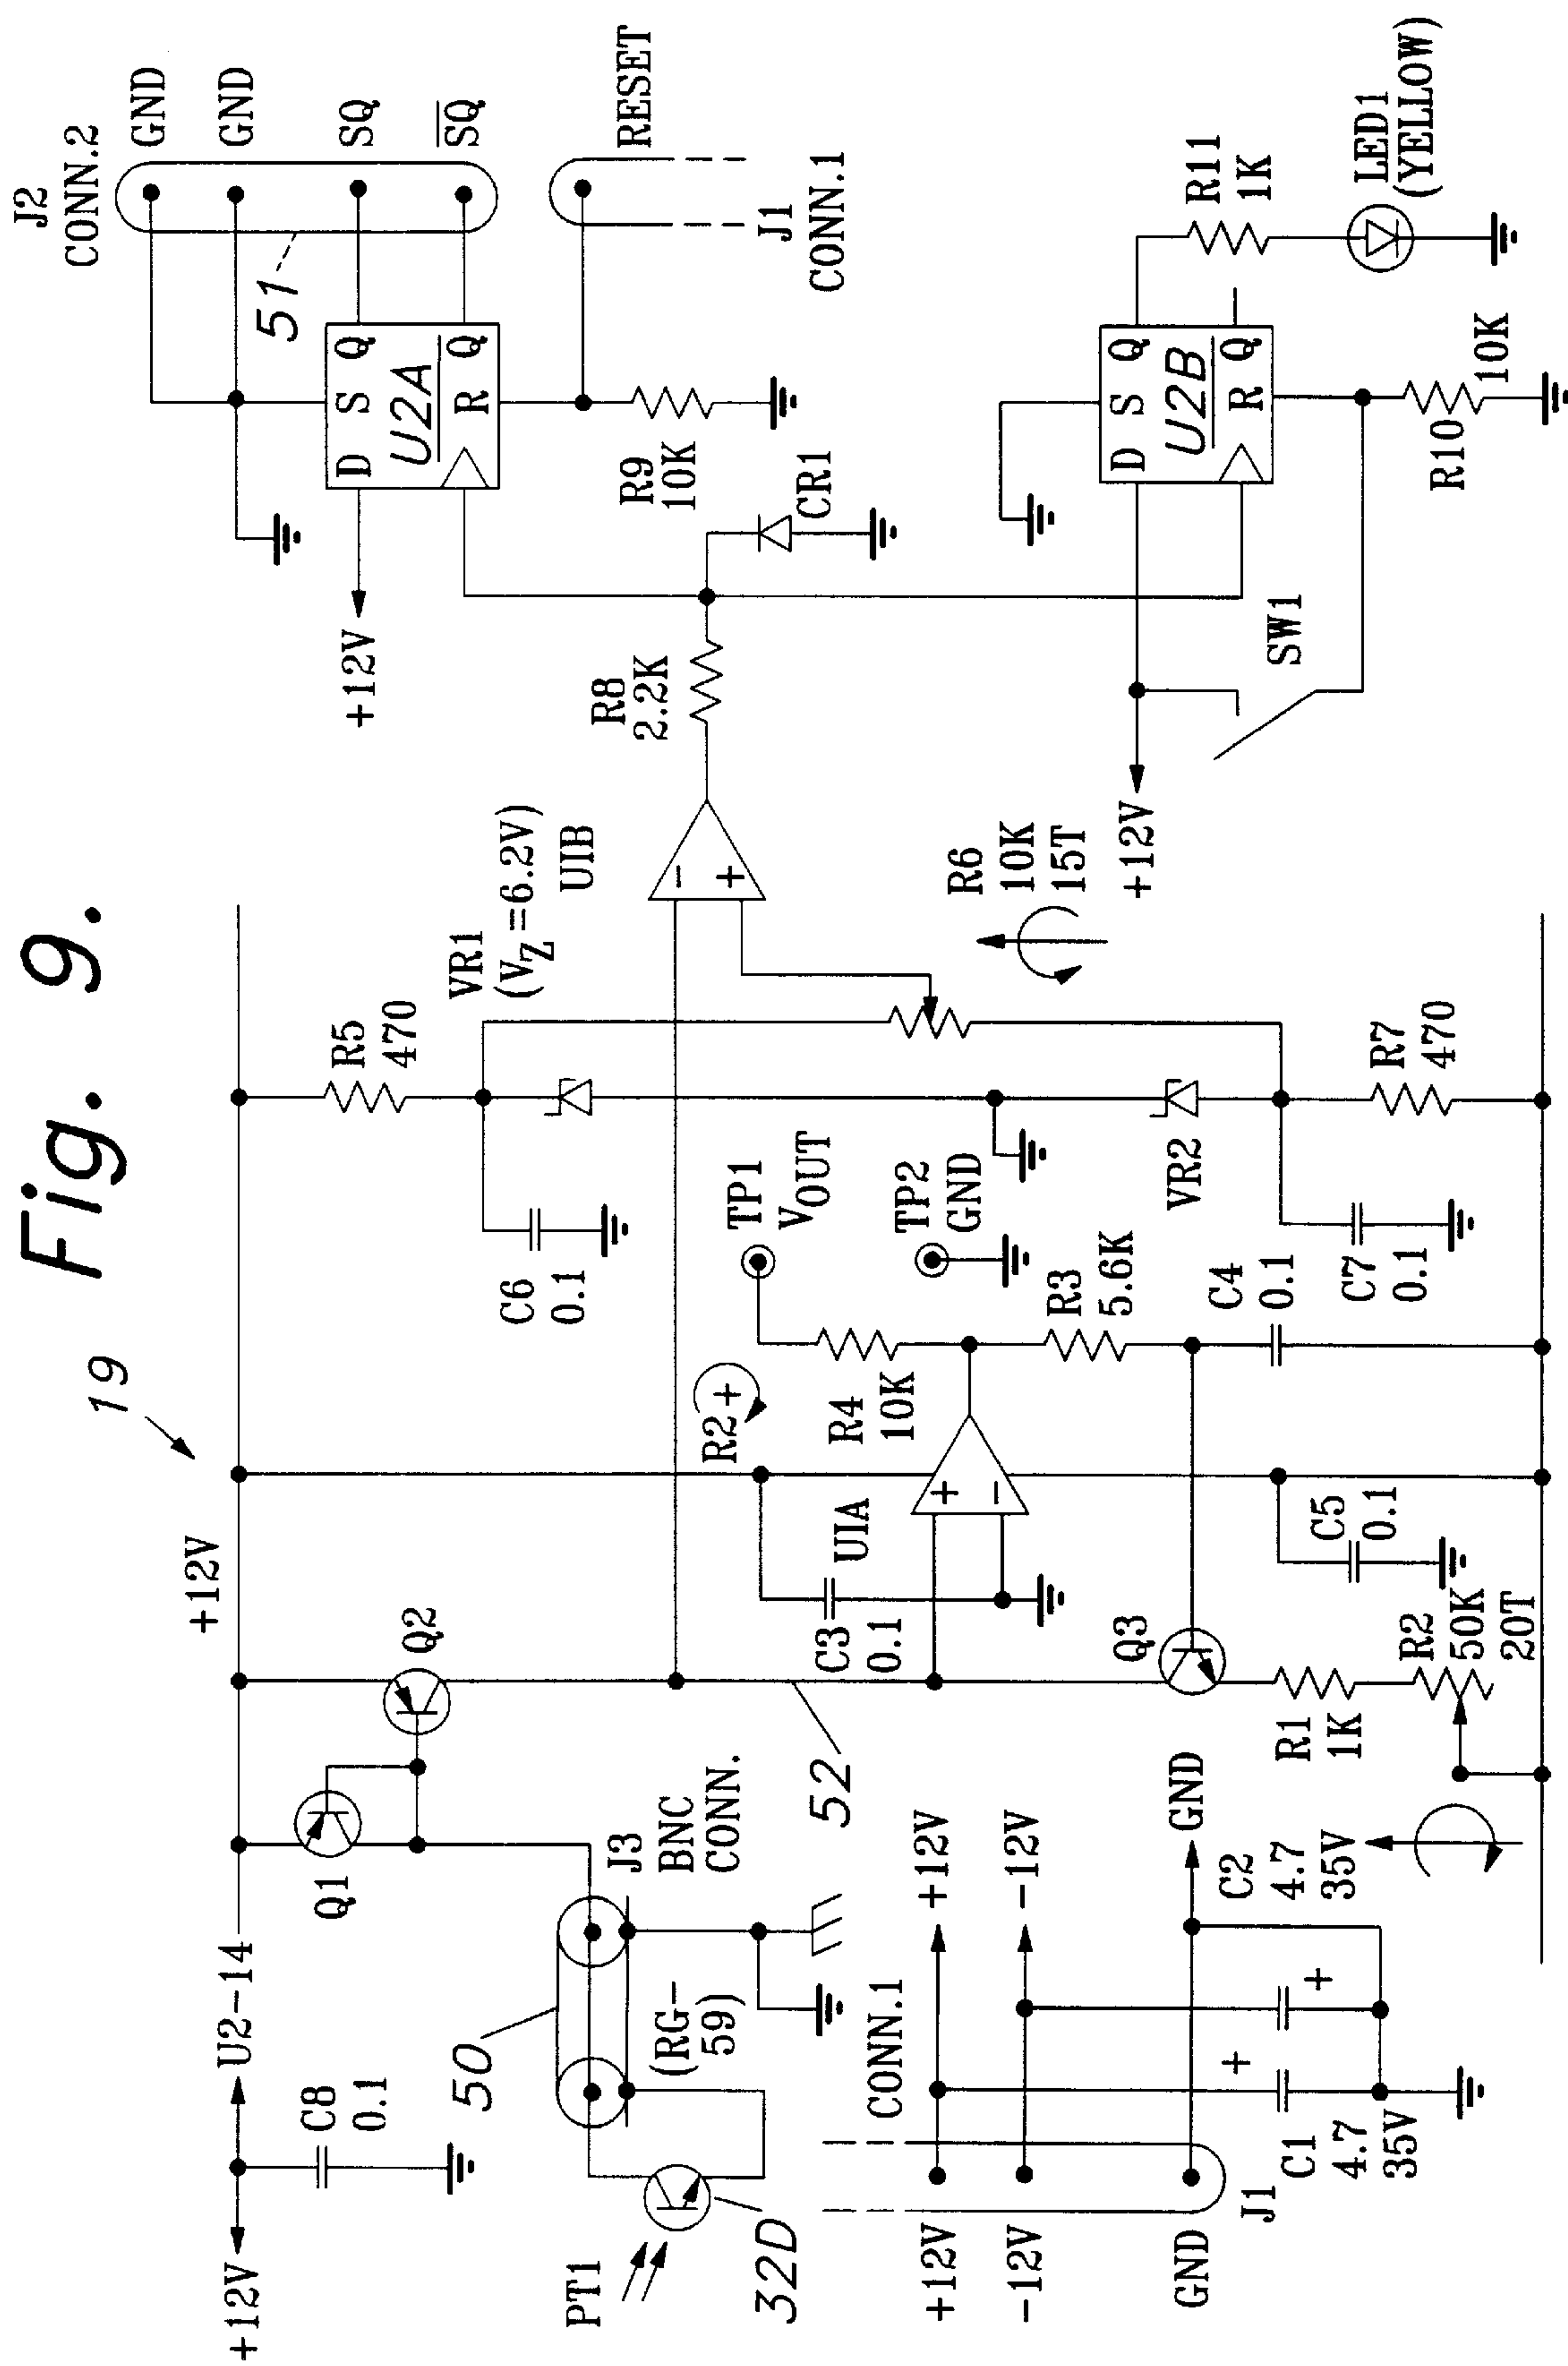 Fig. 9.
19
+12V
U2-14
+12V
C8
0.1
Q1
Q2
50
J3
BNC
CONN.
(RG-
59)
PT1
32D
52
CONN.1
+12V
+12V
-12V
-12V
GND
GND
J1
C1
4.7
35V
+
C2
4.7
35V
+
Q3
R1
1K
R2
50K
20T
C3
0.1
UIA
+
−
R2+
C5
0.1
R4
10K
TP1
VOUT
TP2
GND
R3
5.6K
C4
0.1
C6
0.1
R5
470
VR1
(VZ=6.2V)
VR2
C7
0.1
R7
470
UIB
−
+
R6
10K
15T
R8
2.2K
CR1
+12V
D
S
Q
U2A
R
Q̅
R9
10K
51
J2
CONN.2
GND
GND
SQ
S̅Q̅
RESET
J1
CONN.1
+12V
SW1
D
S
Q
U2B
R
Q̅
R10
10K
R11
1K
LED1
(YELLOW)